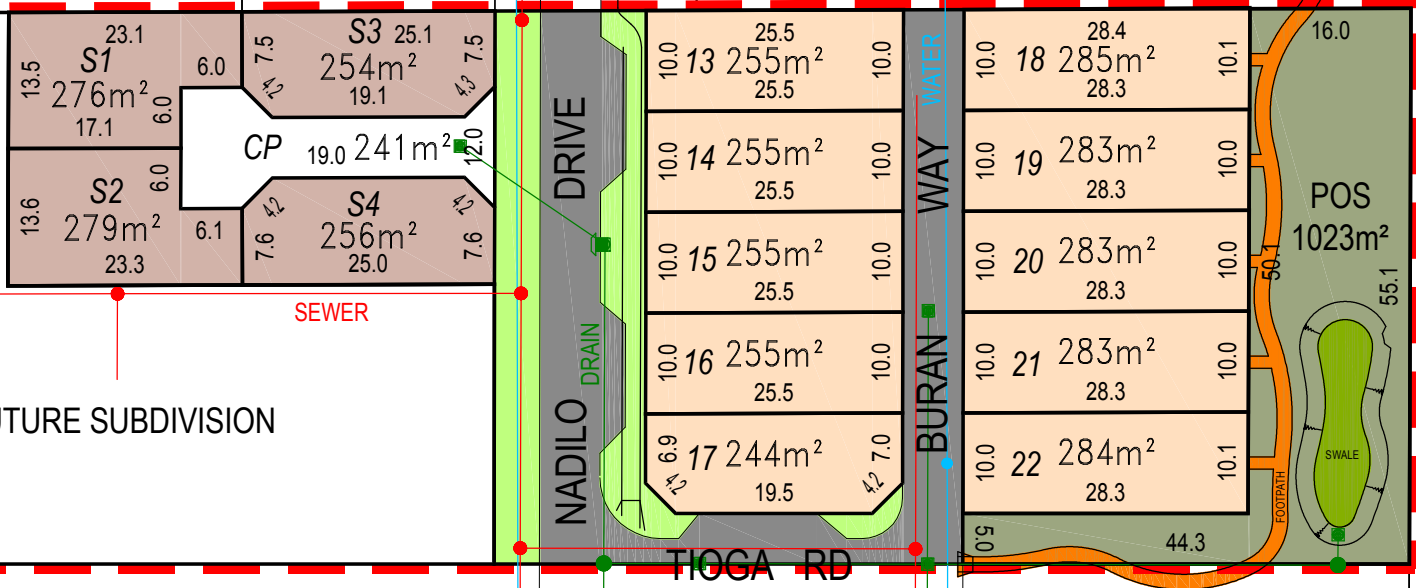 23.1
S1
276m²
13.5
17.1
6.0
6.0
S2
279m²
13.6
23.3
6.0
6.1
S3
25.1
254m²
7.5
7.5
4.2
4.3
19.1
CP
19.0
241m²
12.0
S4
256m²
4.2
4.2
7.6
7.6
25.0
SEWER
UTURE SUBDIVISION
NADILO DRIVE
DRAIN
25.5
10.0
13
255m²
10.0
25.5
10.0
14
255m²
10.0
25.5
10.0
15
255m²
10.0
25.5
10.0
16
255m²
10.0
25.5
6.9
17
244m²
7.0
4.2
19.5
4.2
WATER
BURAN WAY
28.4
10.0
18
285m²
10.1
28.3
10.0
19
283m²
10.0
28.3
10.0
20
283m²
10.0
28.3
10.0
21
283m²
10.0
28.3
10.0
22
284m²
10.1
28.3
16.0
POS
1023m²
50.1
55.1
SWALE
FOOTPATH
5.0
44.3
TIOGA RD